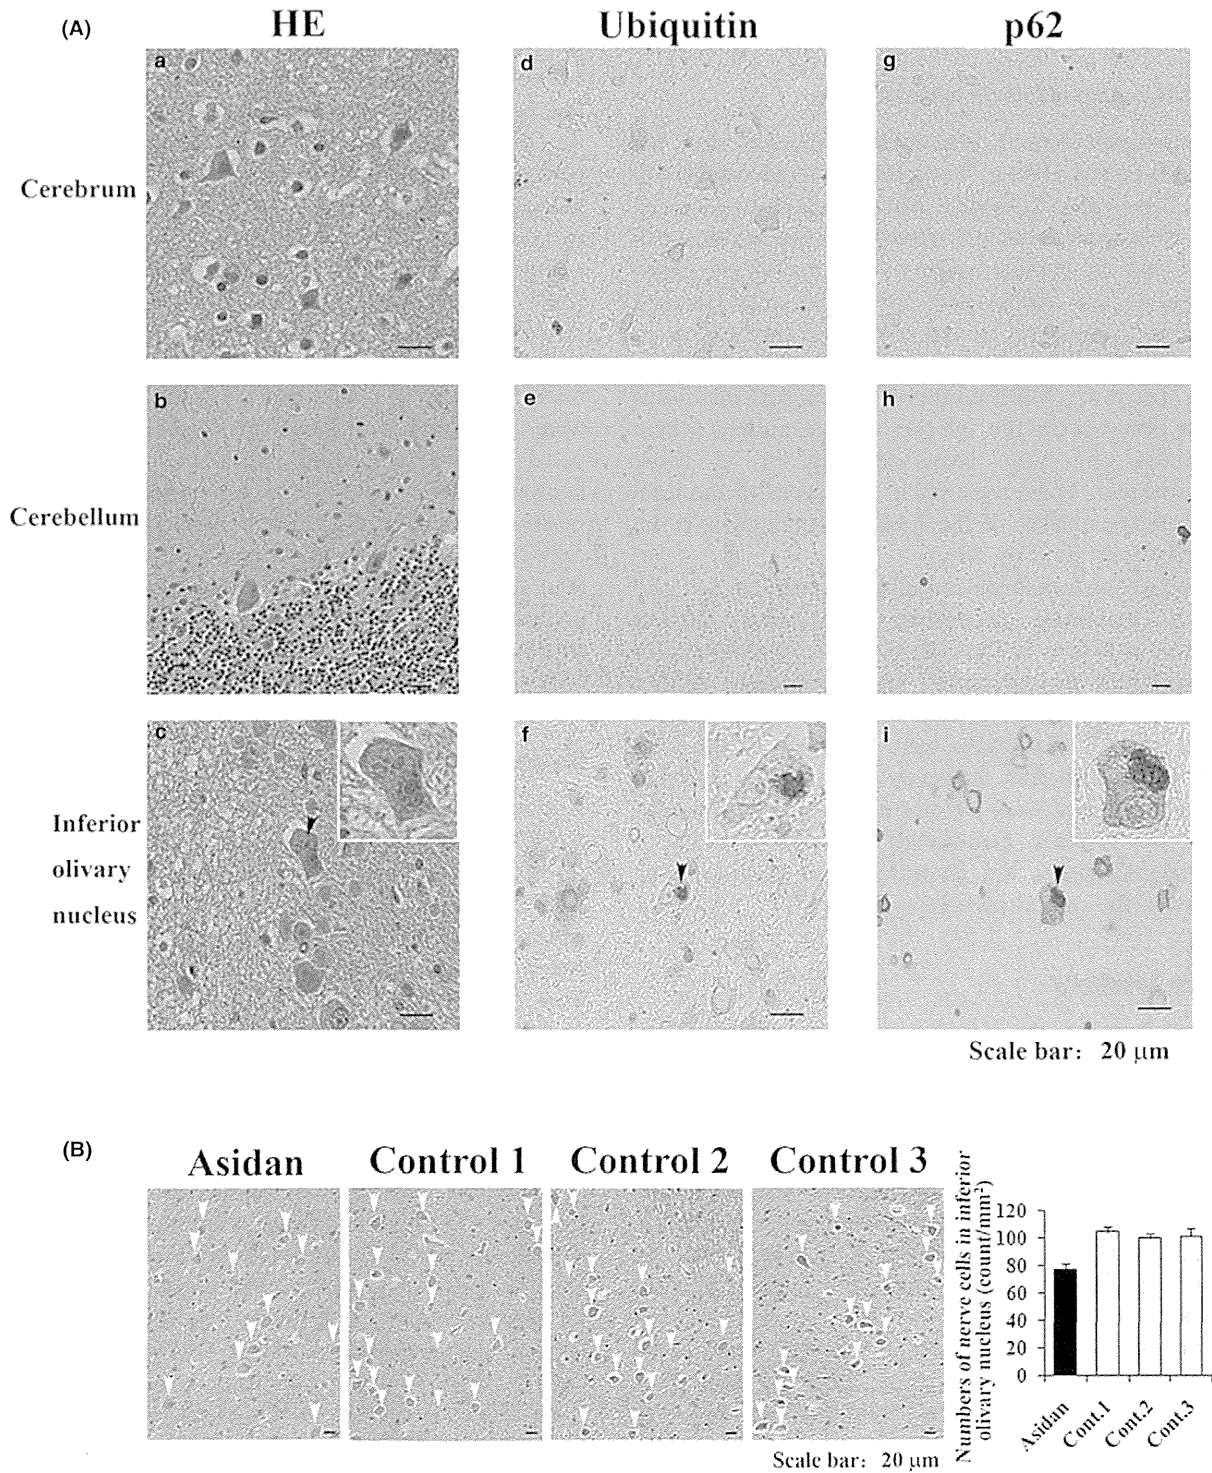 (A)
HE
Ubiquitin
p62
a
d
g
Cerebrum
b
e
h
Cerebellum
c
f
i
Inferior
olivary
nucleus
Scale bar: 20 μm
(B)
Asidan
Control 1
Control 2
Control 3
Numbers of nerve cells in inferior
olivary nucleus (count/mm²)
120
100
80
60
40
20
0
Asidan
Cont.1
Cont.2
Cont.3
Scale bar: 20 μm